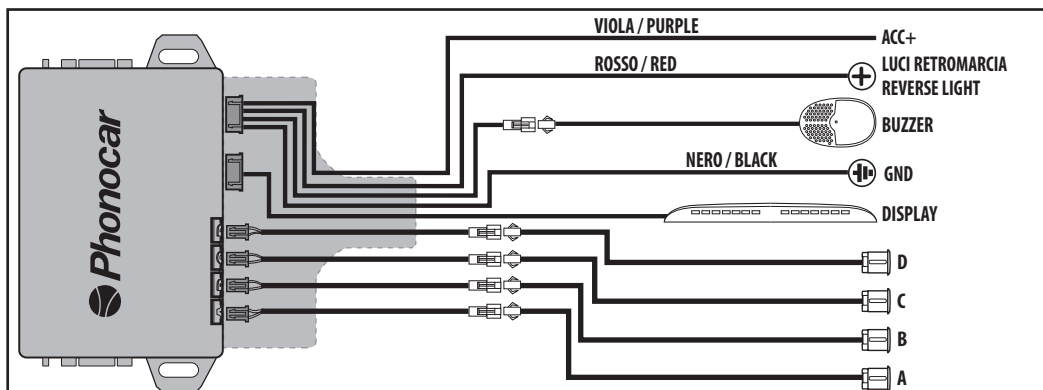 VIOLA / PURPLE
ACC+
ROSSO / RED
LUCI RETROMARCIA
REVERSE LIGHT
BUZZER
NERO / BLACK
GND
DISPLAY
D
C
B
A
Phonocar